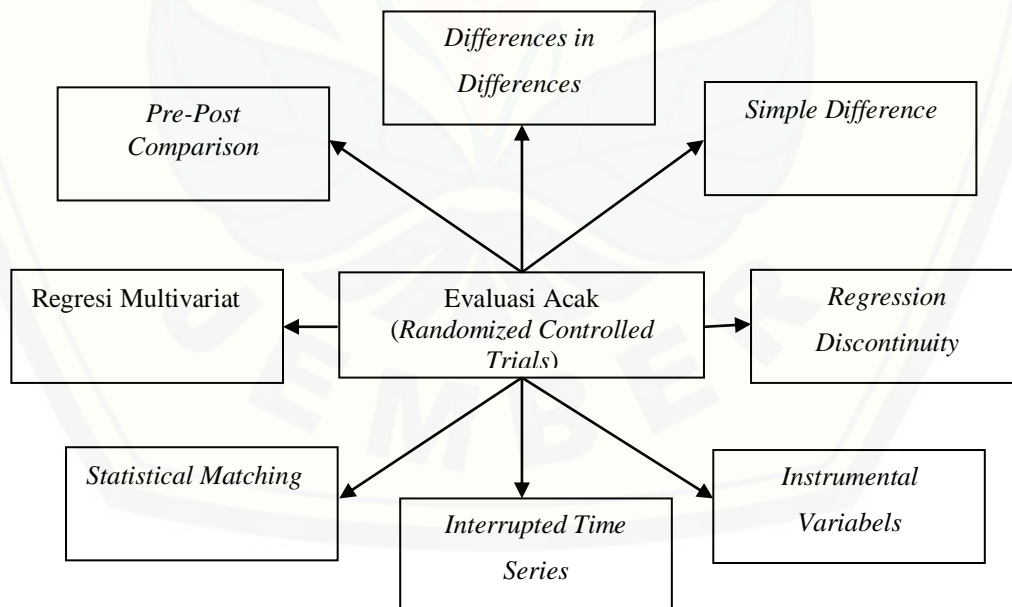 Differences in
Differences
Pre-Post
Comparison
Simple Difference
Regresi Multivariat
Evaluasi Acak
(Randomized Controlled
Trials)
Regression
Discontinuity
Statistical Matching
Interrupted Time
Series
Instrumental
Variabels
JEMBER